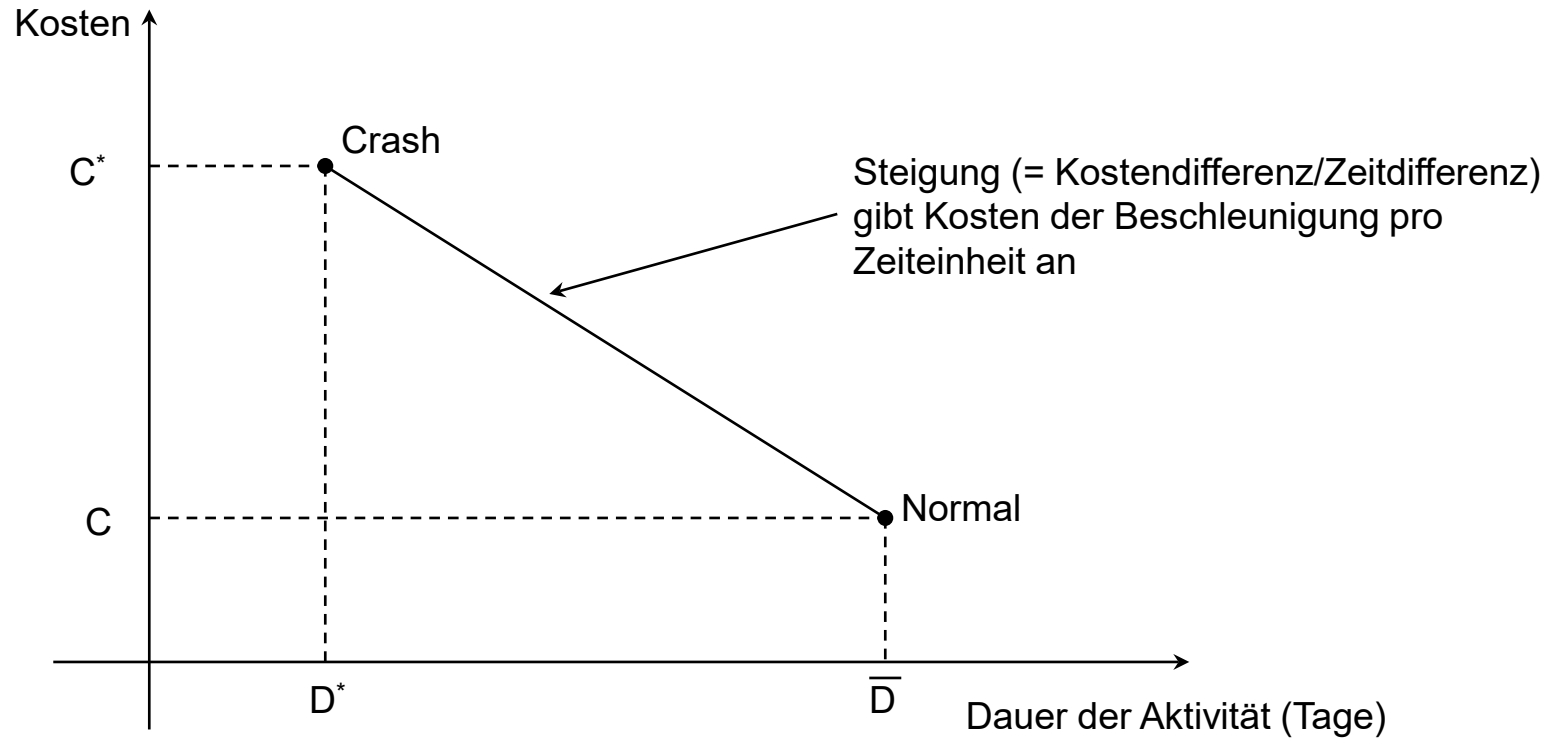 Kosten
Crash
C*
Steigung (= Kostendifferenz/Zeitdifferenz)
gibt Kosten der Beschleunigung pro
Zeiteinheit an
Normal
C
D*
D̅
Dauer der Aktivität (Tage)